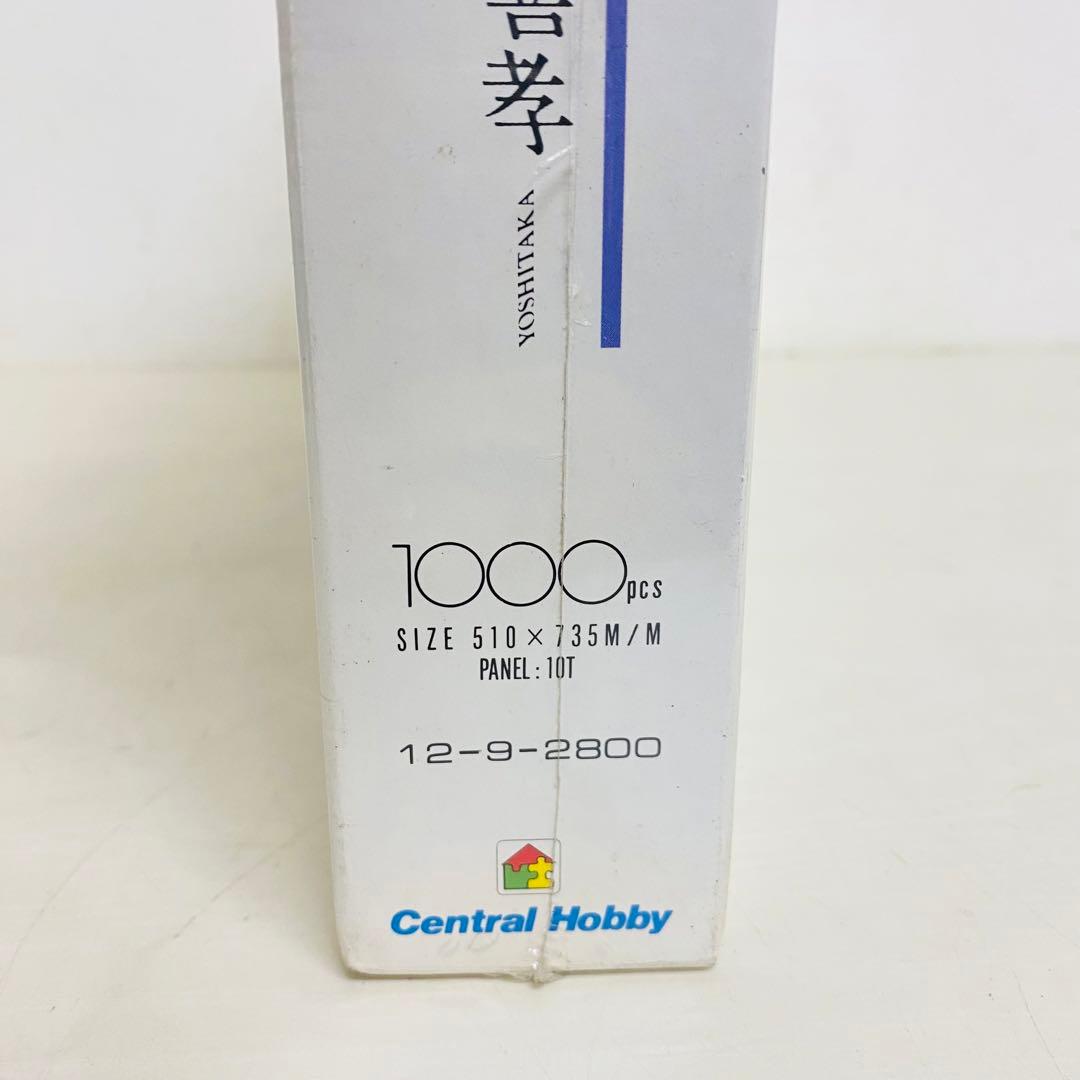 孝
YOSHITAKA
1000pcs
SIZE 510×735M/M
PANEL:10T
12-9-2800
Central Hobby